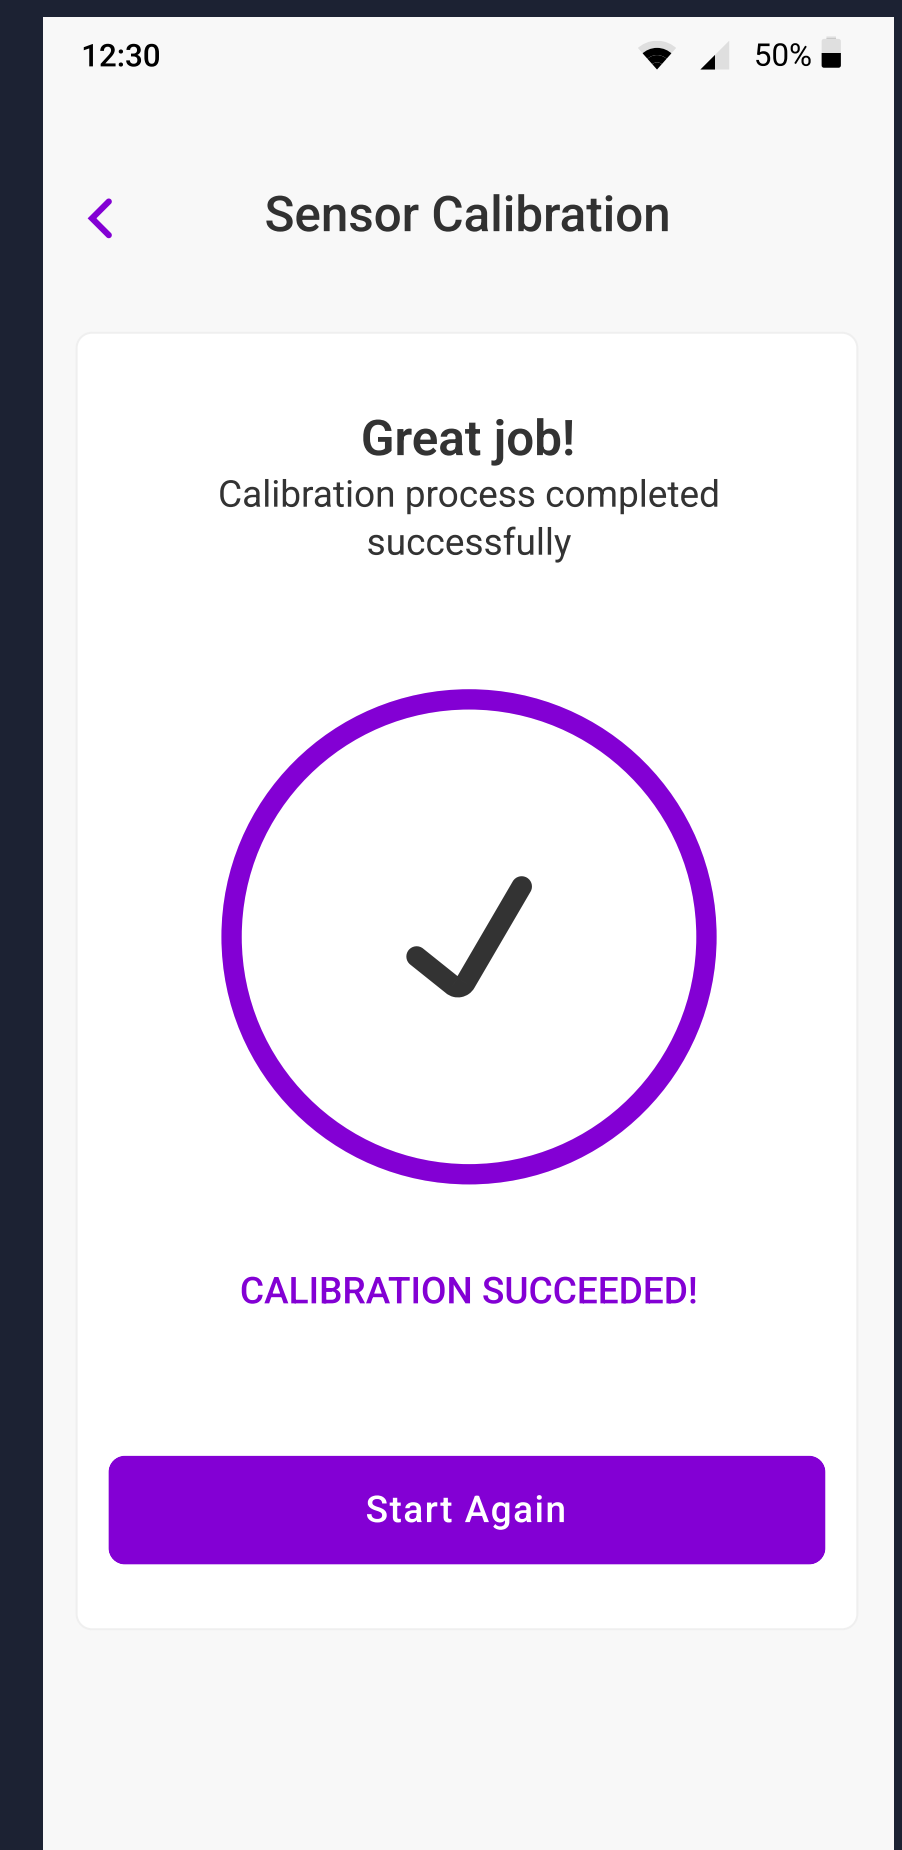 12:30 50%
Sensor Calibration
Great job!
Calibration process completed
successfully
CALIBRATION SUCCEEDED!
Start Again